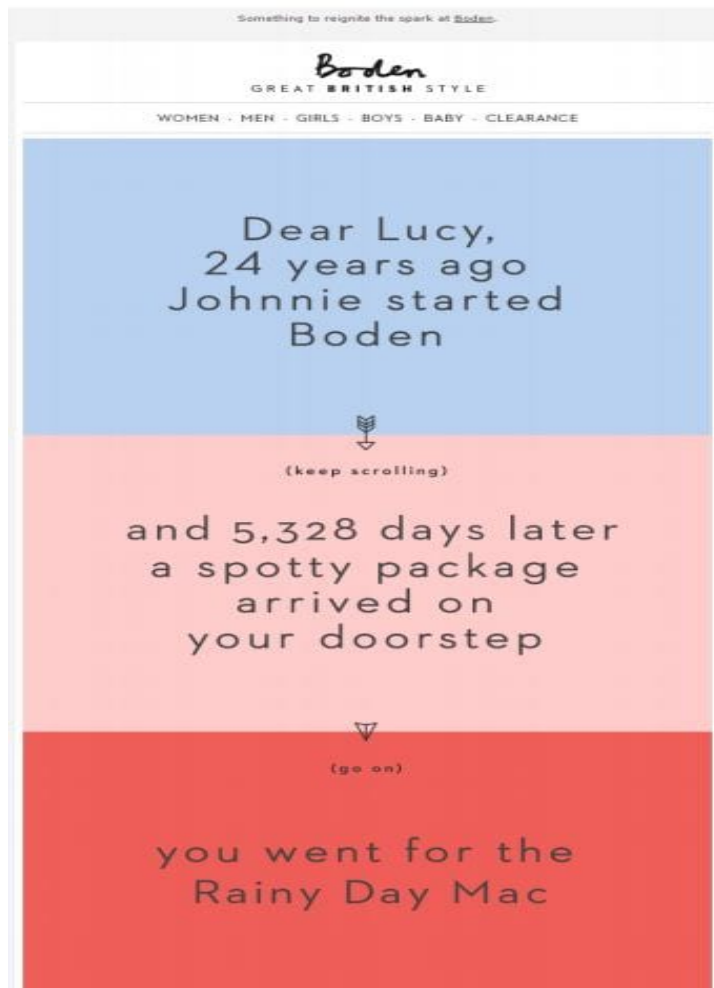 Something to reignite the spark at Boden.
Boden
GREAT BRITISH STYLE
WOMEN - MEN - GIRLS - BOYS - BABY - CLEARANCE
Dear Lucy,
24 years ago
Johnnie started
Boden
(keep scrolling)
and 5,328 days later
a spotty package
arrived on
your doorstep
(go on)
you went for the
Rainy Day Mac